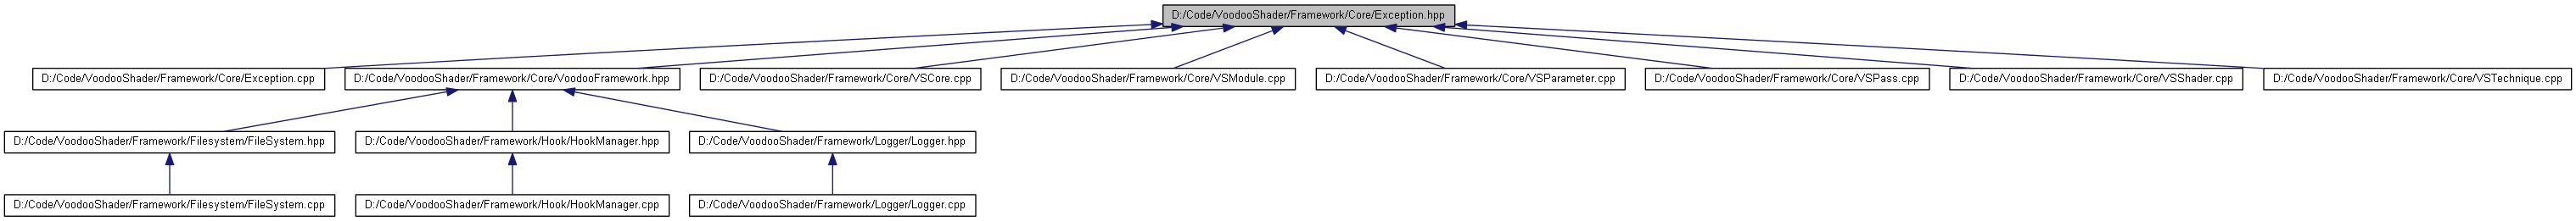 D:/Code/VoodooShader/Framework/Core/Exception.hpp
D:/Code/VoodooShader/Framework/Core/Exception.cpp
D:/Code/VoodooShader/Framework/Core/VoodooFramework.hpp
D:/Code/VoodooShader/Framework/Core/VSCore.cpp
D:/Code/VoodooShader/Framework/Core/VSModule.cpp
D:/Code/VoodooShader/Framework/Core/VSParameter.cpp
D:/Code/VoodooShader/Framework/Core/VSPass.cpp
D:/Code/VoodooShader/Framework/Core/VSShader.cpp
D:/Code/VoodooShader/Framework/Core/VSTechnique.cpp
D:/Code/VoodooShader/Framework/Filesystem/FileSystem.hpp
D:/Code/VoodooShader/Framework/Hook/HookManager.hpp
D:/Code/VoodooShader/Framework/Logger/Logger.hpp
D:/Code/VoodooShader/Framework/Filesystem/FileSystem.cpp
D:/Code/VoodooShader/Framework/Hook/HookManager.cpp
D:/Code/VoodooShader/Framework/Logger/Logger.cpp